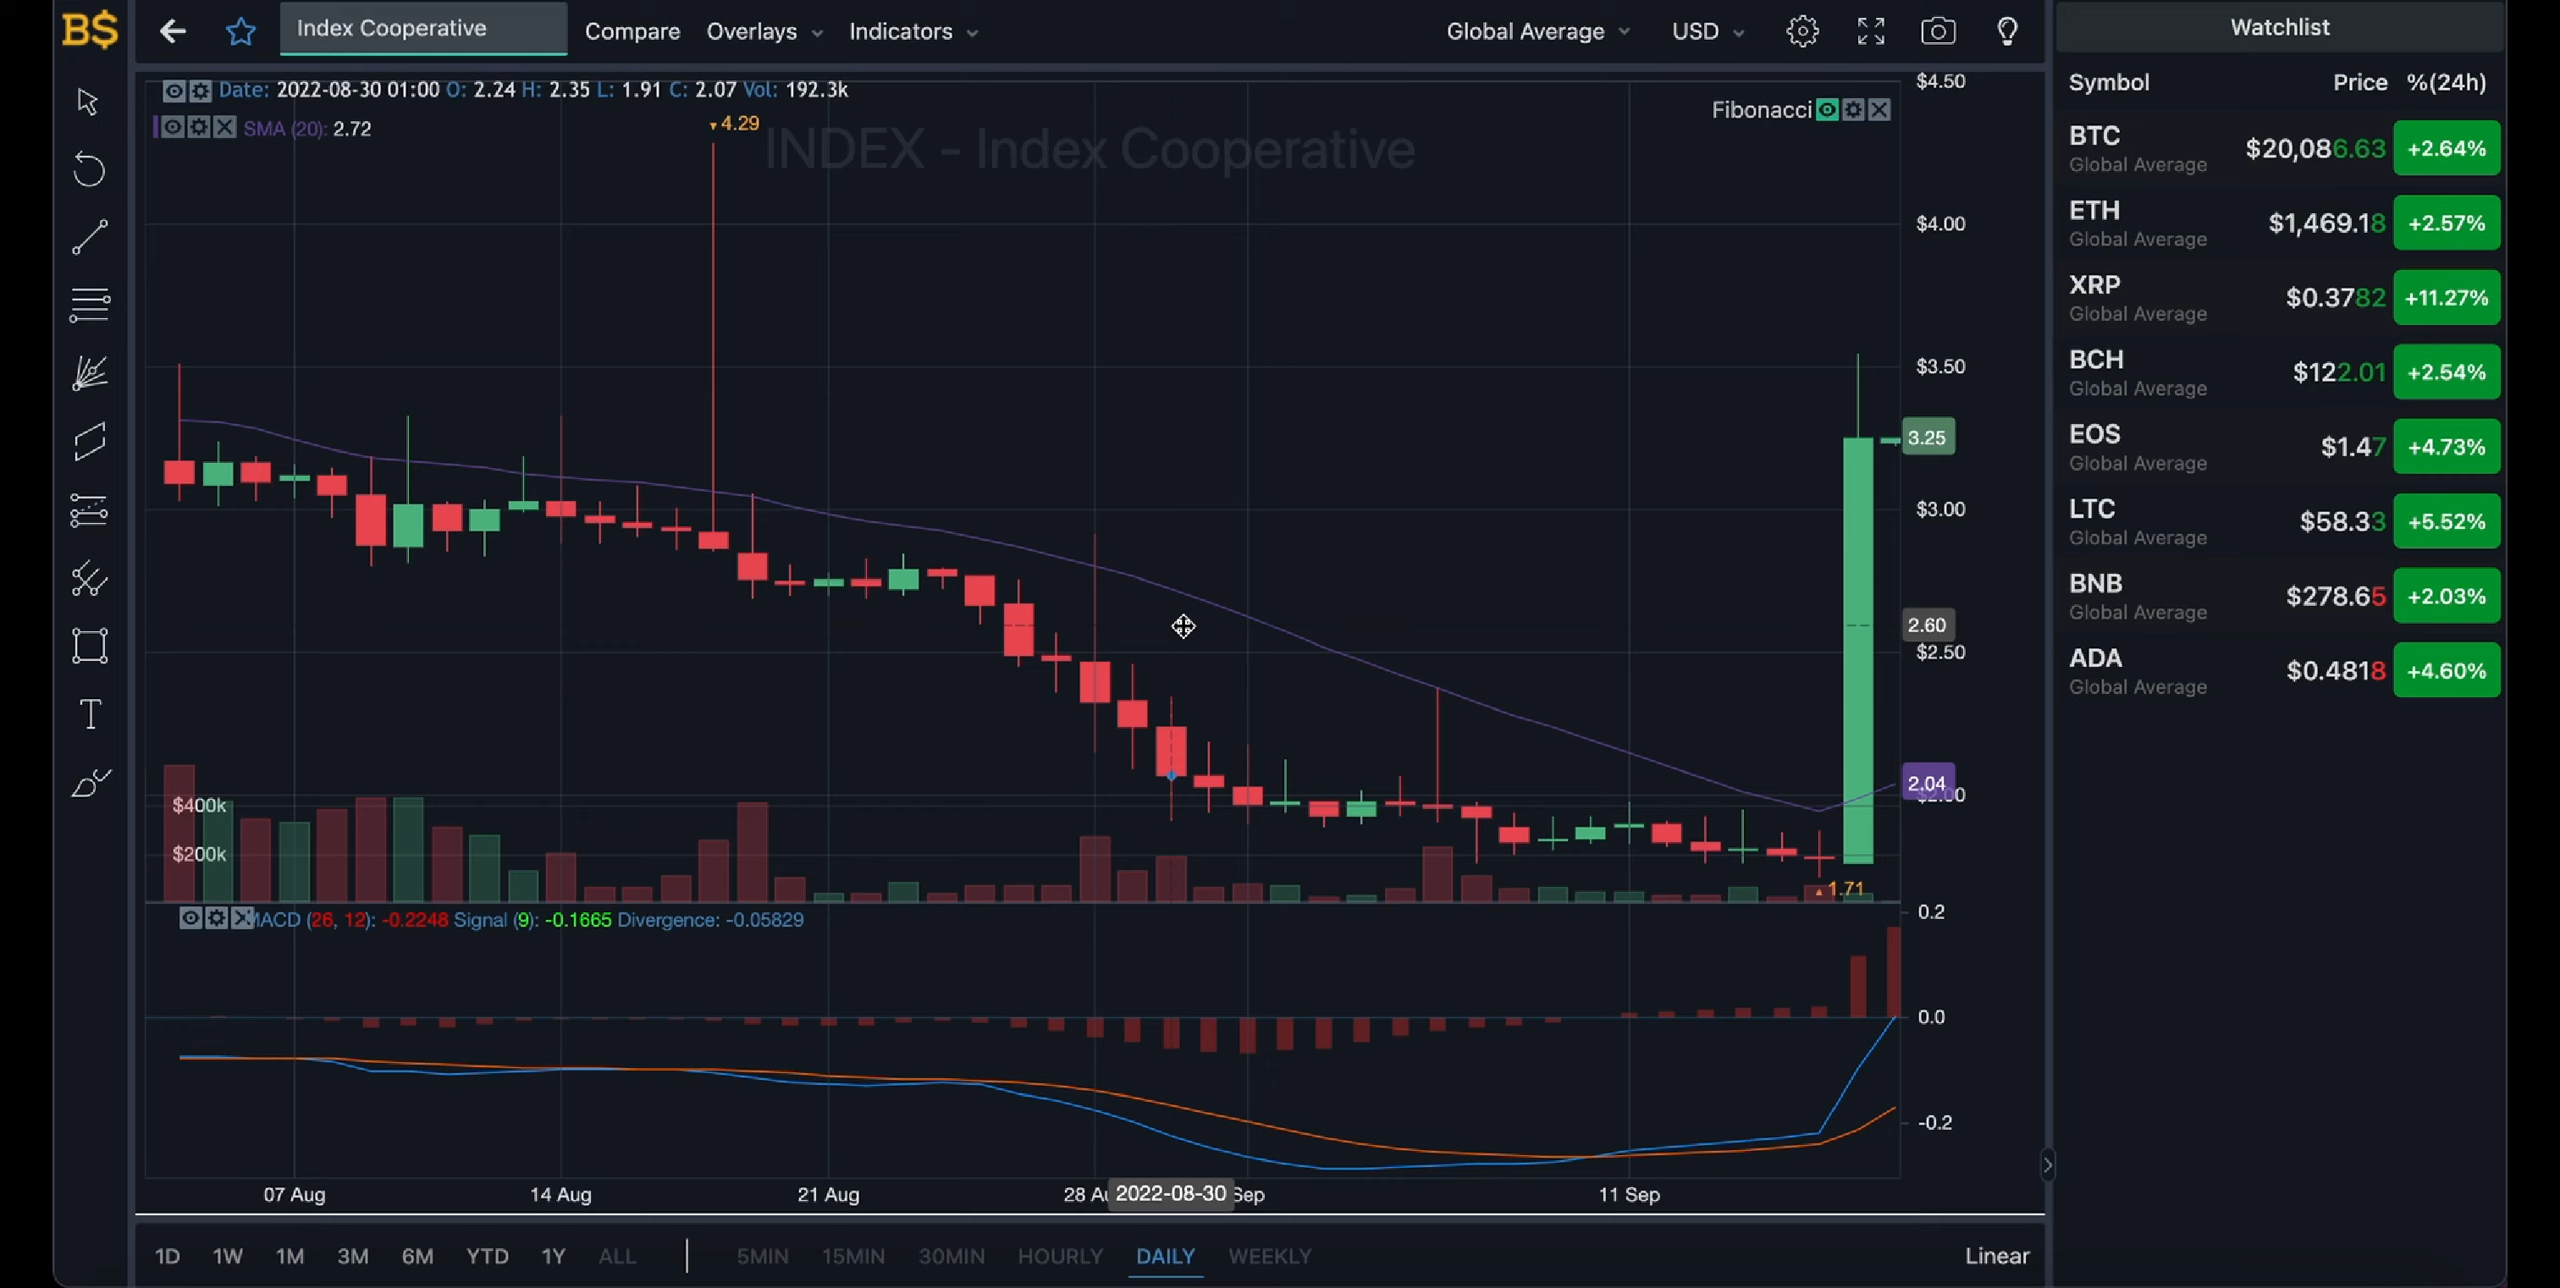 B$
Index Cooperative Compare Overlays Indicators Global Average USD
Watchlist
Date: 2022-08-30 01:00 O: 2.24 H: 2.35 L: 1.91 C: 2.07 Vol: 192.3k
SMA (20): 2.72
Fibonacci
INDEX - Index Cooperative
4.29
1.71
$4.50
$4.00
$3.50
3.25
$3.00
2.60
$2.50
2.04
$2.00
$400k
$200k
MACD (26, 12): -0.2248 Signal (9): -0.1665 Divergence: -0.05829
0.2
0.0
-0.2
07 Aug 14 Aug 21 Aug 28 Au 2022-08-30 Sep 11 Sep
1D 1W 1M 3M 6M YTD 1Y ALL 5MIN 15MIN 30MIN HOURLY DAILY WEEKLY Linear
Symbol Price %(24h)
BTC $20,086.63 +2.64%
Global Average
ETH $1,469.18 +2.57%
Global Average
XRP $0.3782 +11.27%
Global Average
BCH $122.01 +2.54%
Global Average
EOS $1.47 +4.73%
Global Average
LTC $58.33 +5.52%
Global Average
BNB $278.65 +2.03%
Global Average
ADA $0.4818 +4.60%
Global Average